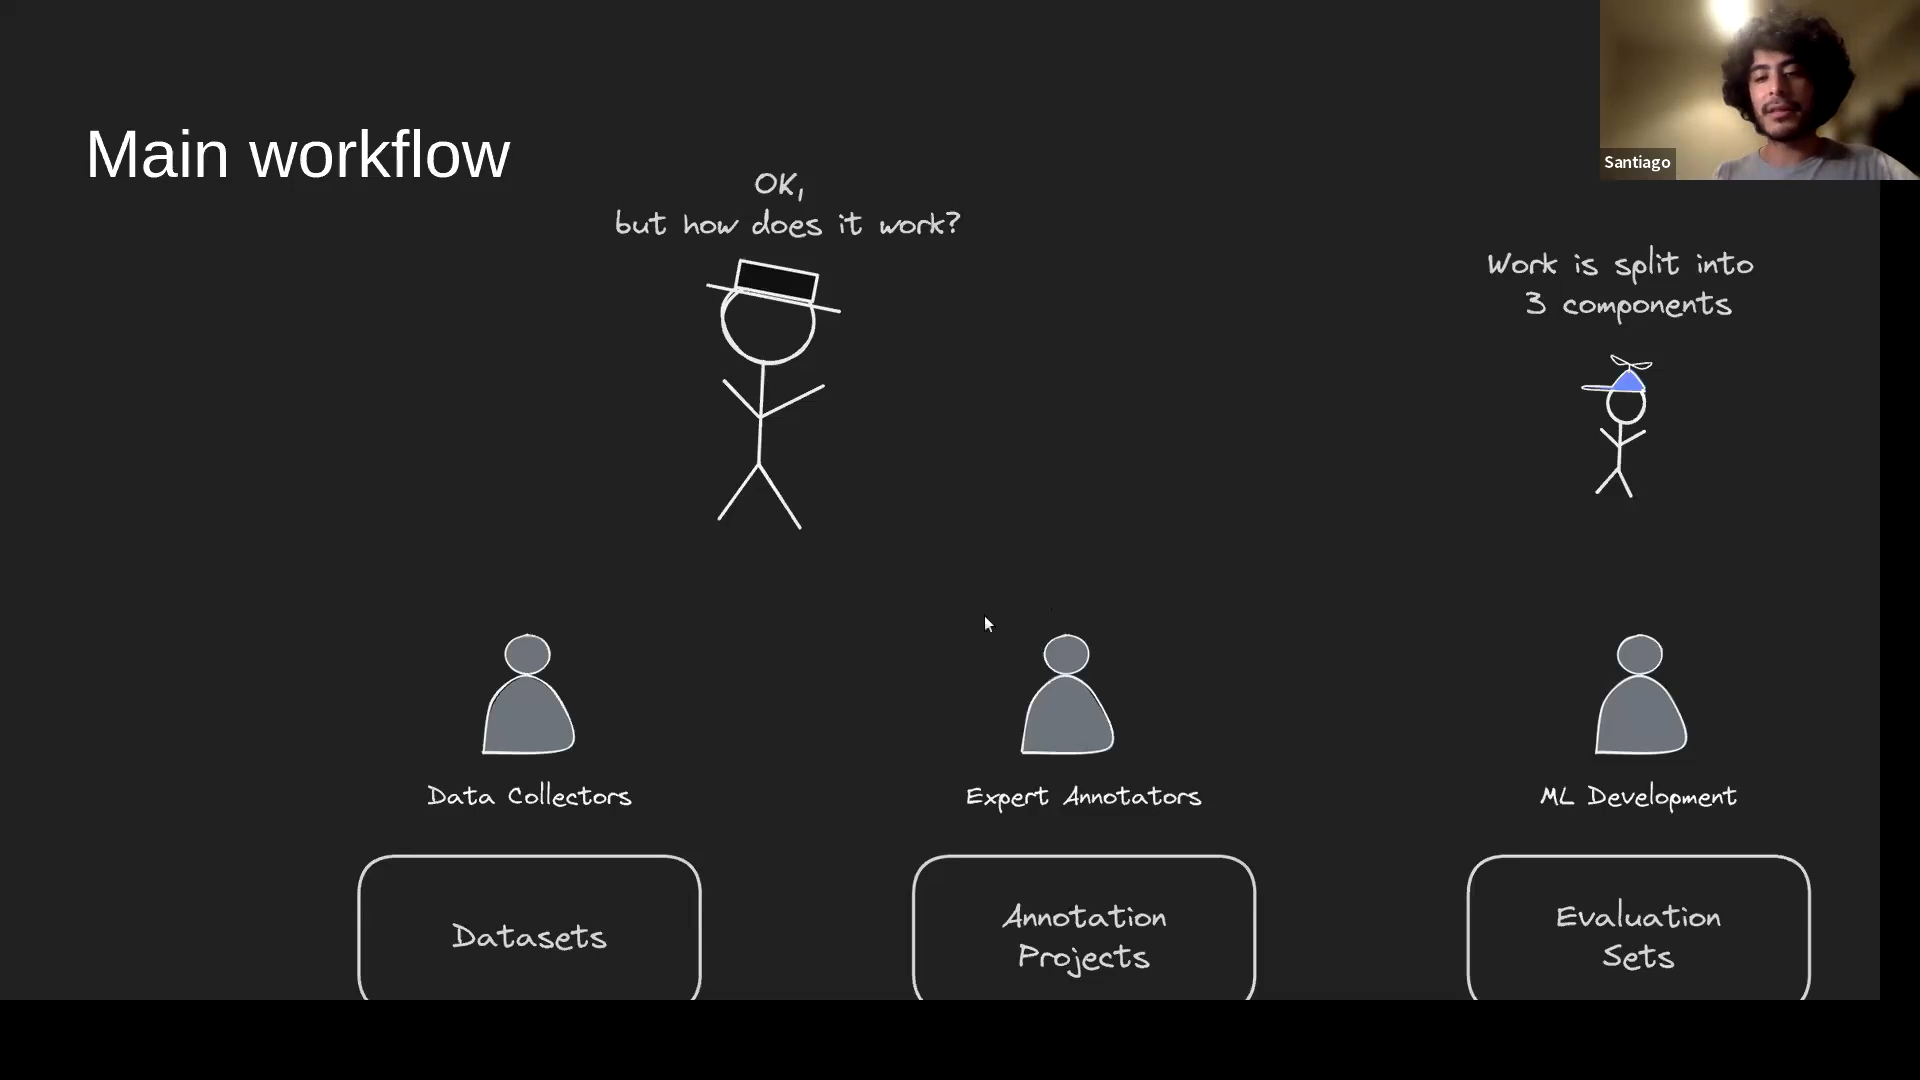 Main workflow
Santiago
OK,
but how does it work?
Work is split into
3 components
Data Collectors
Expert Annotators
ML Development
Datasets
Annotation
Projects
Evaluation
Sets